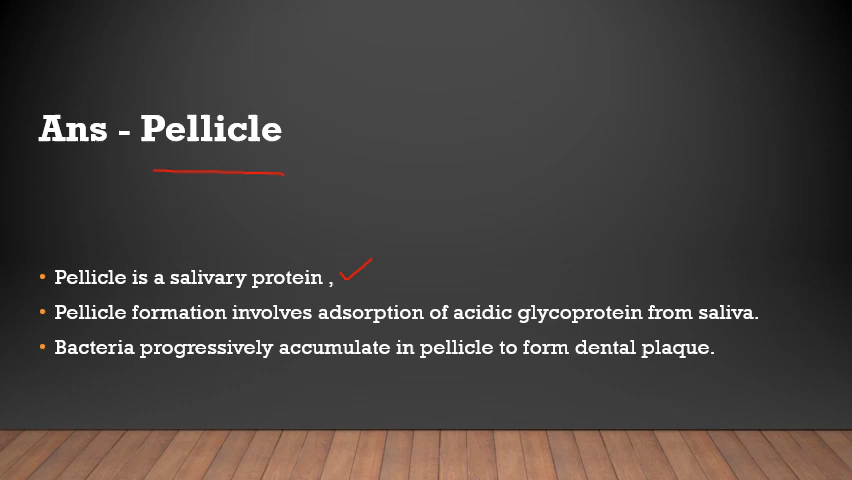 Ans - Pellicle
• Pellicle is a salivary protein ,
• Pellicle formation involves adsorption of acidic glycoprotein from saliva.
• Bacteria progressively accumulate in pellicle to form dental plaque.